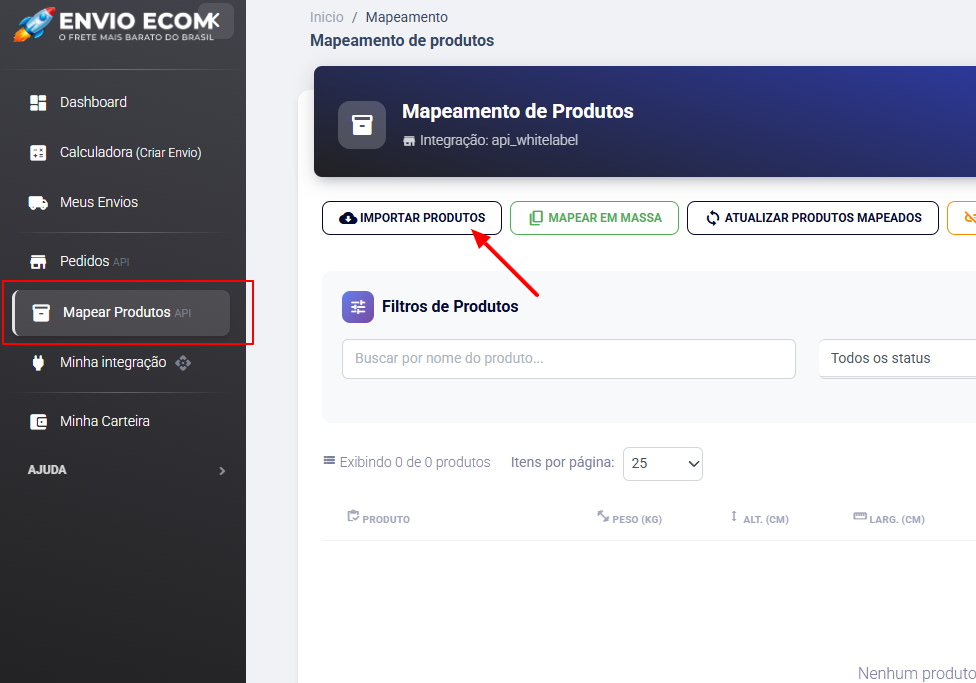 ENVIO ECOM
O FRETE MAIS BARATO DO BRASIL
Dashboard
Calculadora (Criar Envio)
Meus Envios
Pedidos API
Mapear Produtos API
Minha integração
Minha Carteira
AJUDA
Inicio / Mapeamento
Mapeamento de produtos
Mapeamento de Produtos
Integração: api_whitelabel
IMPORTAR PRODUTOS
MAPEAR EM MASSA
ATUALIZAR PRODUTOS MAPEADOS
Filtros de Produtos
Buscar por nome do produto...
Todos os status
Exibindo 0 de 0 produtos
Itens por página: 25
PRODUTO
PESO (KG)
ALT. (CM)
LARG. (CM)
Nenhum produto